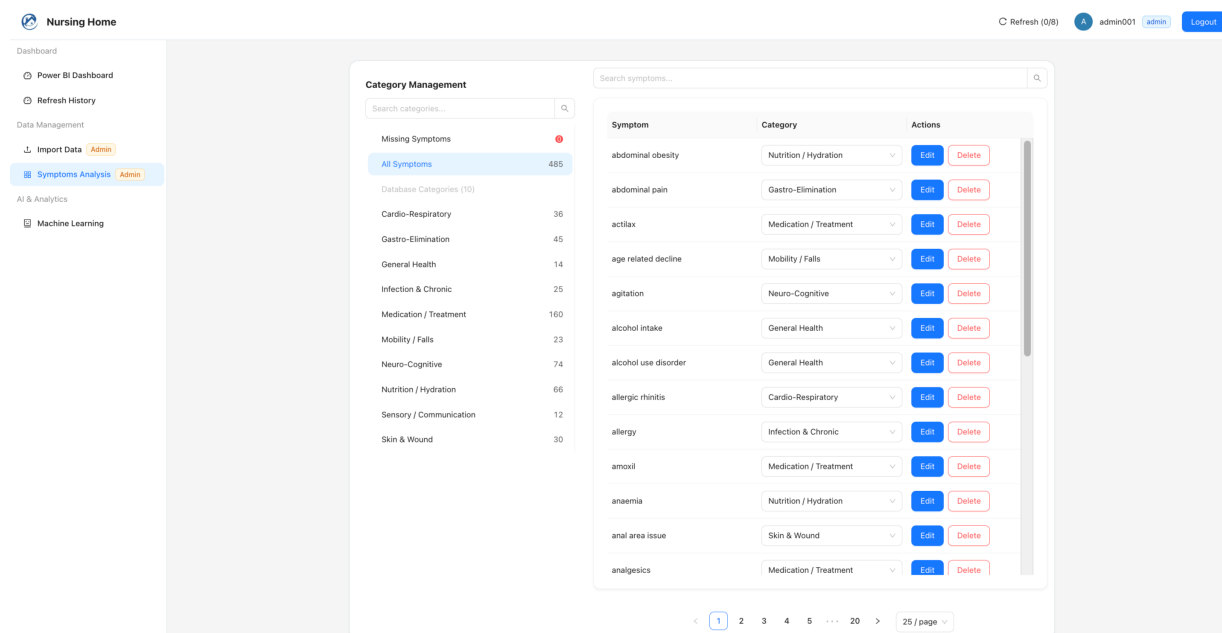 Nursing Home
Refresh (0/8)
A
admin001
admin
Logout
Dashboard
Power BI Dashboard
Refresh History
Data Management
Import Data Admin
Symptoms Analysis Admin
AI & Analytics
Machine Learning
Category Management
Search categories...
Missing Symptoms 0
All Symptoms 485
Database Categories (10)
Cardio-Respiratory 36
Gastro-Elimination 45
General Health 14
Infection & Chronic 25
Medication / Treatment 160
Mobility / Falls 23
Neuro-Cognitive 74
Nutrition / Hydration 66
Sensory / Communication 12
Skin & Wound 30
Search symptoms...
Symptom Category Actions
abdominal obesity Nutrition / Hydration Edit Delete
abdominal pain Gastro-Elimination Edit Delete
actilax Medication / Treatment Edit Delete
age related decline Mobility / Falls Edit Delete
agitation Neuro-Cognitive Edit Delete
alcohol intake General Health Edit Delete
alcohol use disorder General Health Edit Delete
allergic rhinitis Cardio-Respiratory Edit Delete
allergy Infection & Chronic Edit Delete
amoxil Medication / Treatment Edit Delete
anaemia Nutrition / Hydration Edit Delete
anal area issue Skin & Wound Edit Delete
analgesics Medication / Treatment Edit Delete
< 1 2 3 4 5 ··· 20 > 25 / page